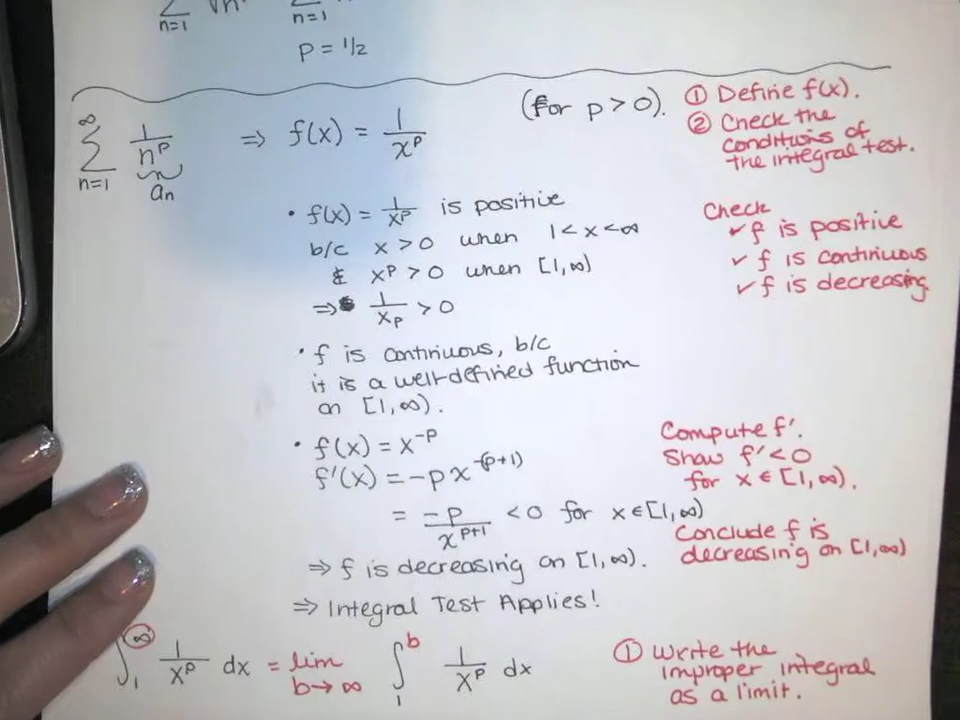 ∑ n=1 √n ∑ n=1
P = 1/2
∞ ∑ n=1 1/n^p ⇒ f(x) = 1/x^p (for p > 0).
a_n
① Define f(x).
② Check the
conditions of
the integral test.
• f(x) = 1/x^p is positive
b/c x > 0 when 1 < x < ∞
& x^p > 0 when [1, ∞)
⇒ 1/x^p > 0
Check
✓ f is positive
✓ f is continuous
✓ f is decreasing.
• f is continuous, b/c
it is a well-defined function
on [1, ∞).
• f(x) = x^-p
f'(x) = -p x^-(p+1)
= -p/x^(p+1) < 0 for x ∈ [1, ∞)
Compute f'.
Show f' < 0
for x ∈ [1, ∞).
Conclude f is
decreasing on [1, ∞)
⇒ f is decreasing on [1, ∞).
⇒ Integral Test Applies!
∫_1^∞ 1/x^p dx = lim b→∞ ∫_1^b 1/x^p dx
① Write the
improper integral
as a limit.